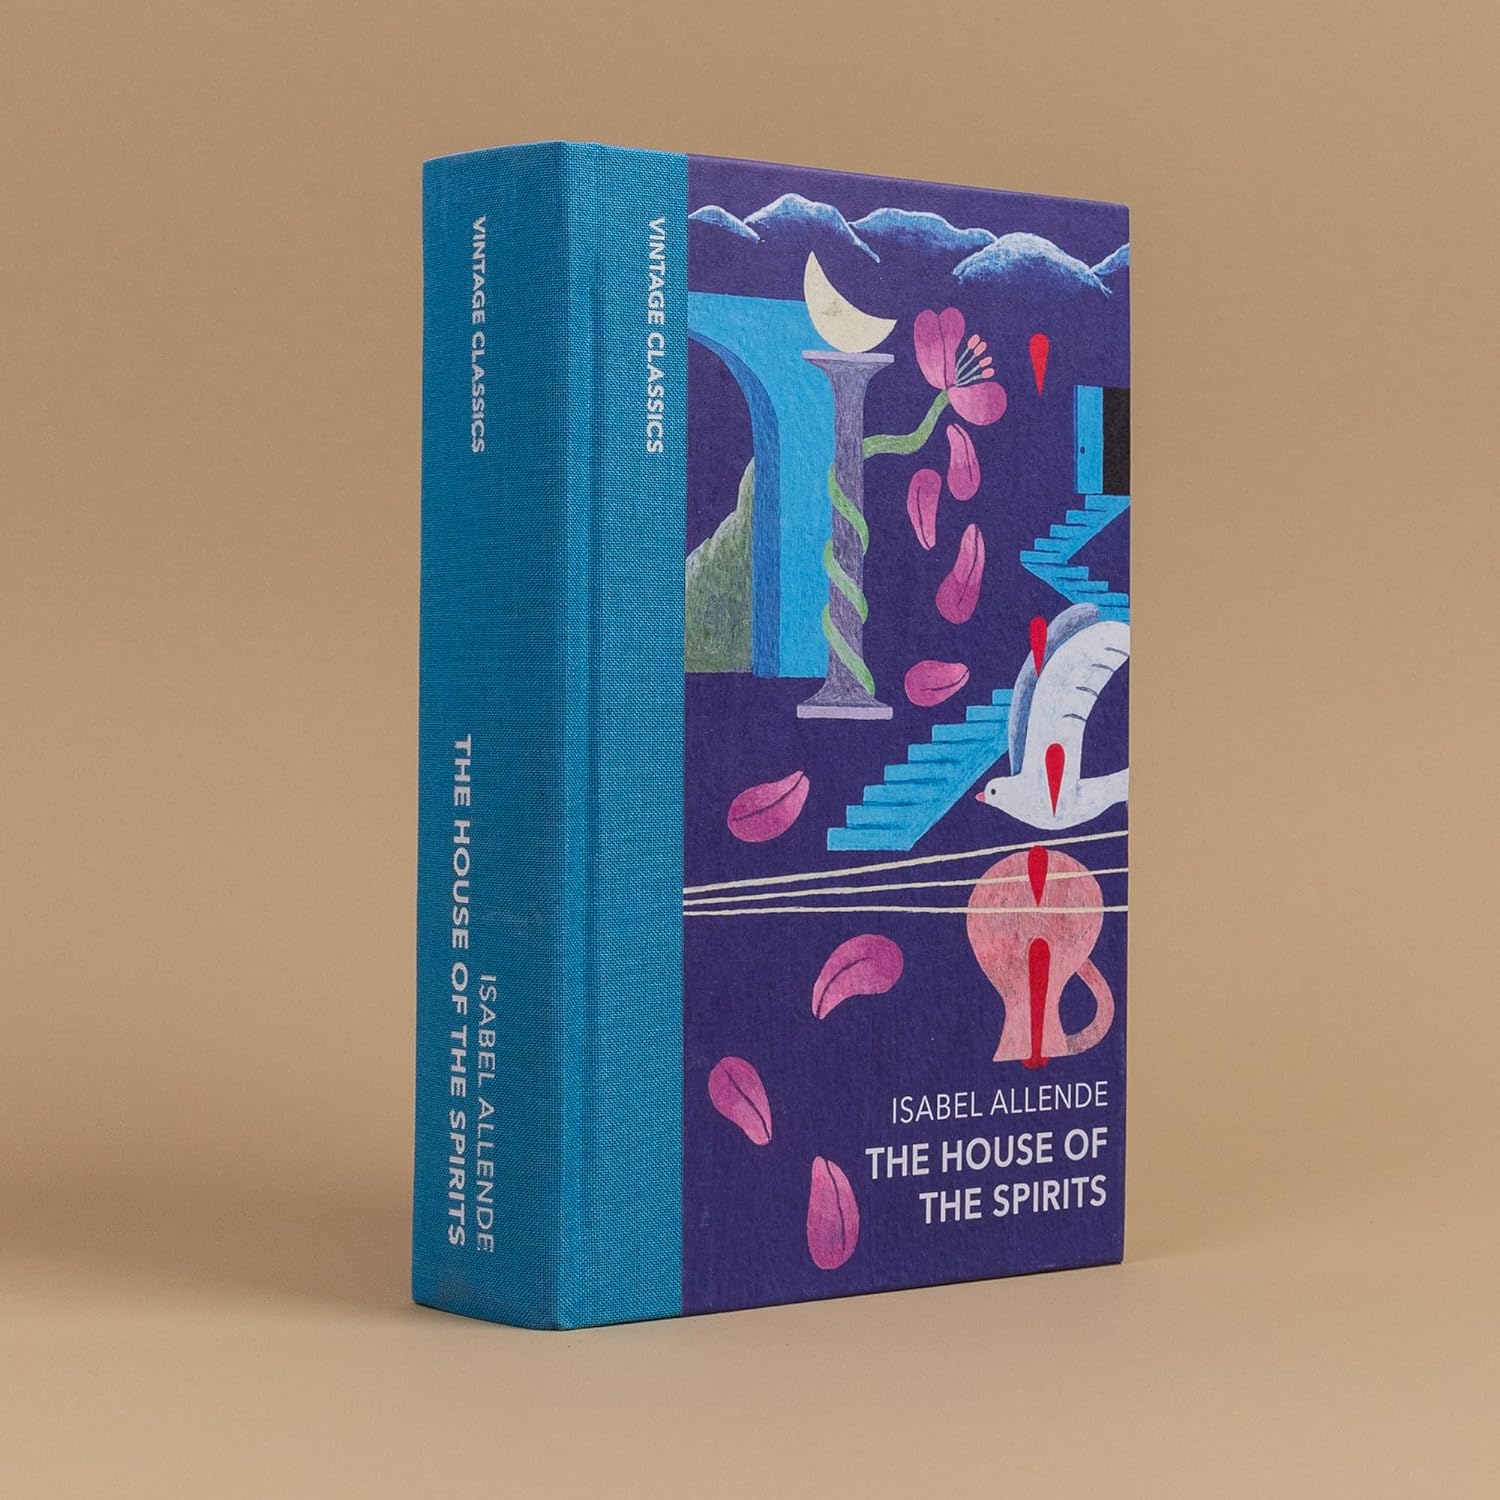 VINTAGE CLASSICS
THE HOUSE OF THE SPIRITS
ISABEL ALLENDE
VINTAGE CLASSICS
ISABEL ALLENDE
THE HOUSE OF
THE SPIRITS